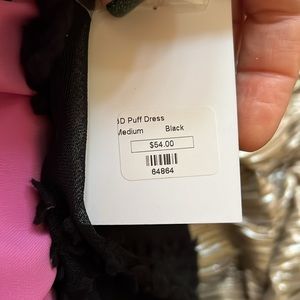 3D Puff Dress
Medium Black
$54.00
64864